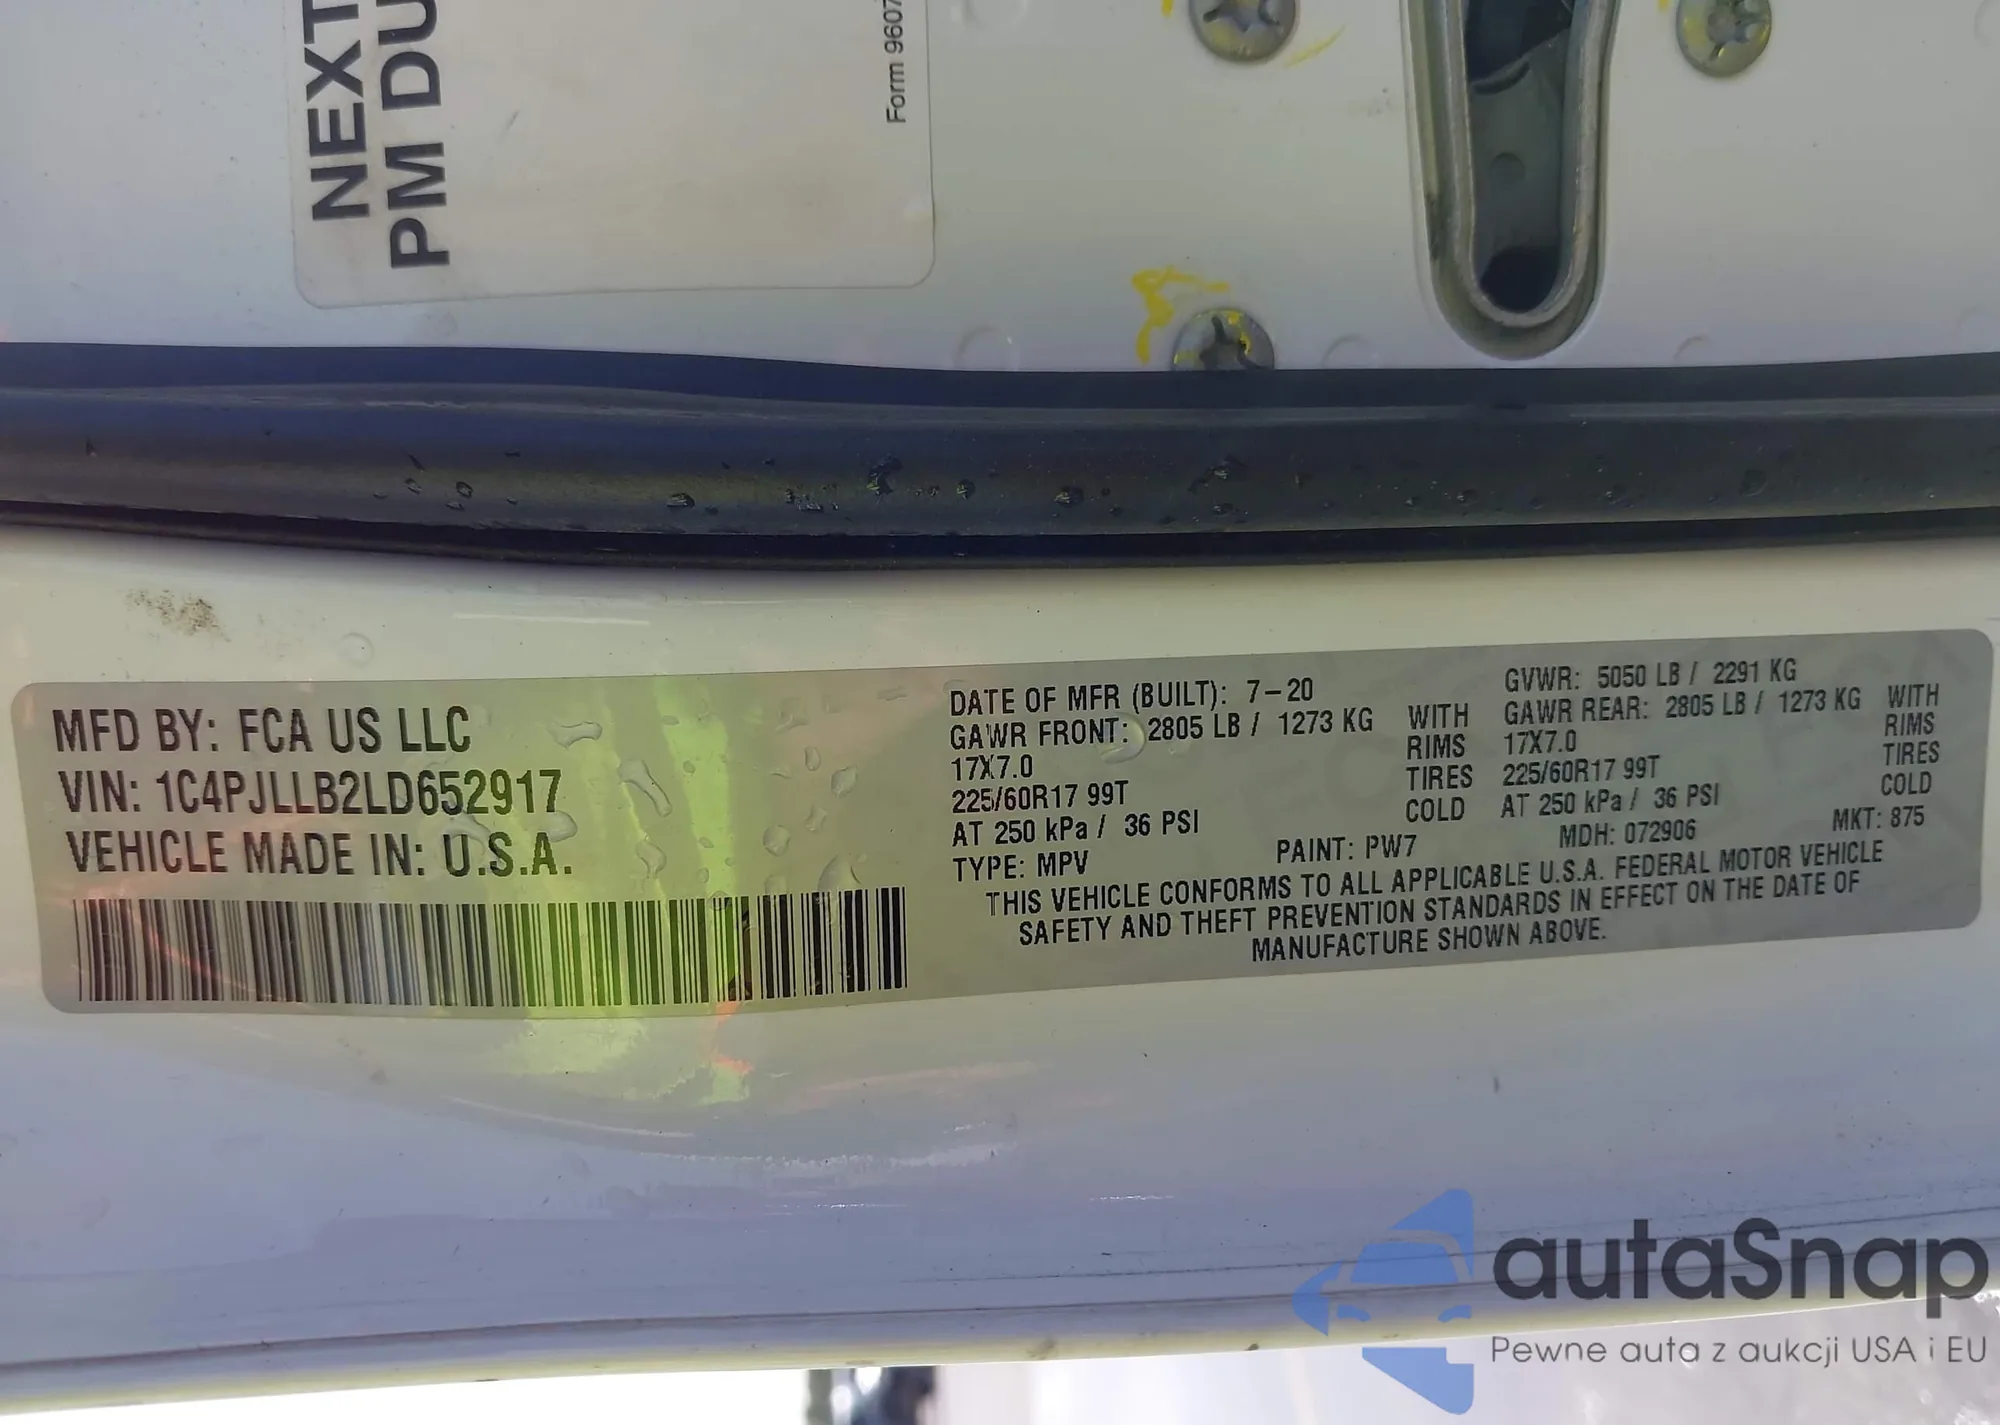 NEXT
PM DU
Form 9607
MFD BY: FCA US LLC
VIN: 1C4PJLLB2LD652917
VEHICLE MADE IN: U.S.A.
DATE OF MFR (BUILT): 7-20
GAWR FRONT: 2805 LB / 1273 KG WITH
17X7.0 RIMS
225/60R17 99T TIRES
AT 250 kPa / 36 PSI COLD
GVWR: 5050 LB / 2291 KG
GAWR REAR: 2805 LB / 1273 KG WITH
17X7.0 RIMS
225/60R17 99T TIRES
AT 250 kPa / 36 PSI COLD
TYPE: MPV PAINT: PW7 MDH: 072906 MKT: 875
THIS VEHICLE CONFORMS TO ALL APPLICABLE U.S.A. FEDERAL MOTOR VEHICLE
SAFETY AND THEFT PREVENTION STANDARDS IN EFFECT ON THE DATE OF
MANUFACTURE SHOWN ABOVE.
autaSnap
Pewne auta z aukcji USA i EU